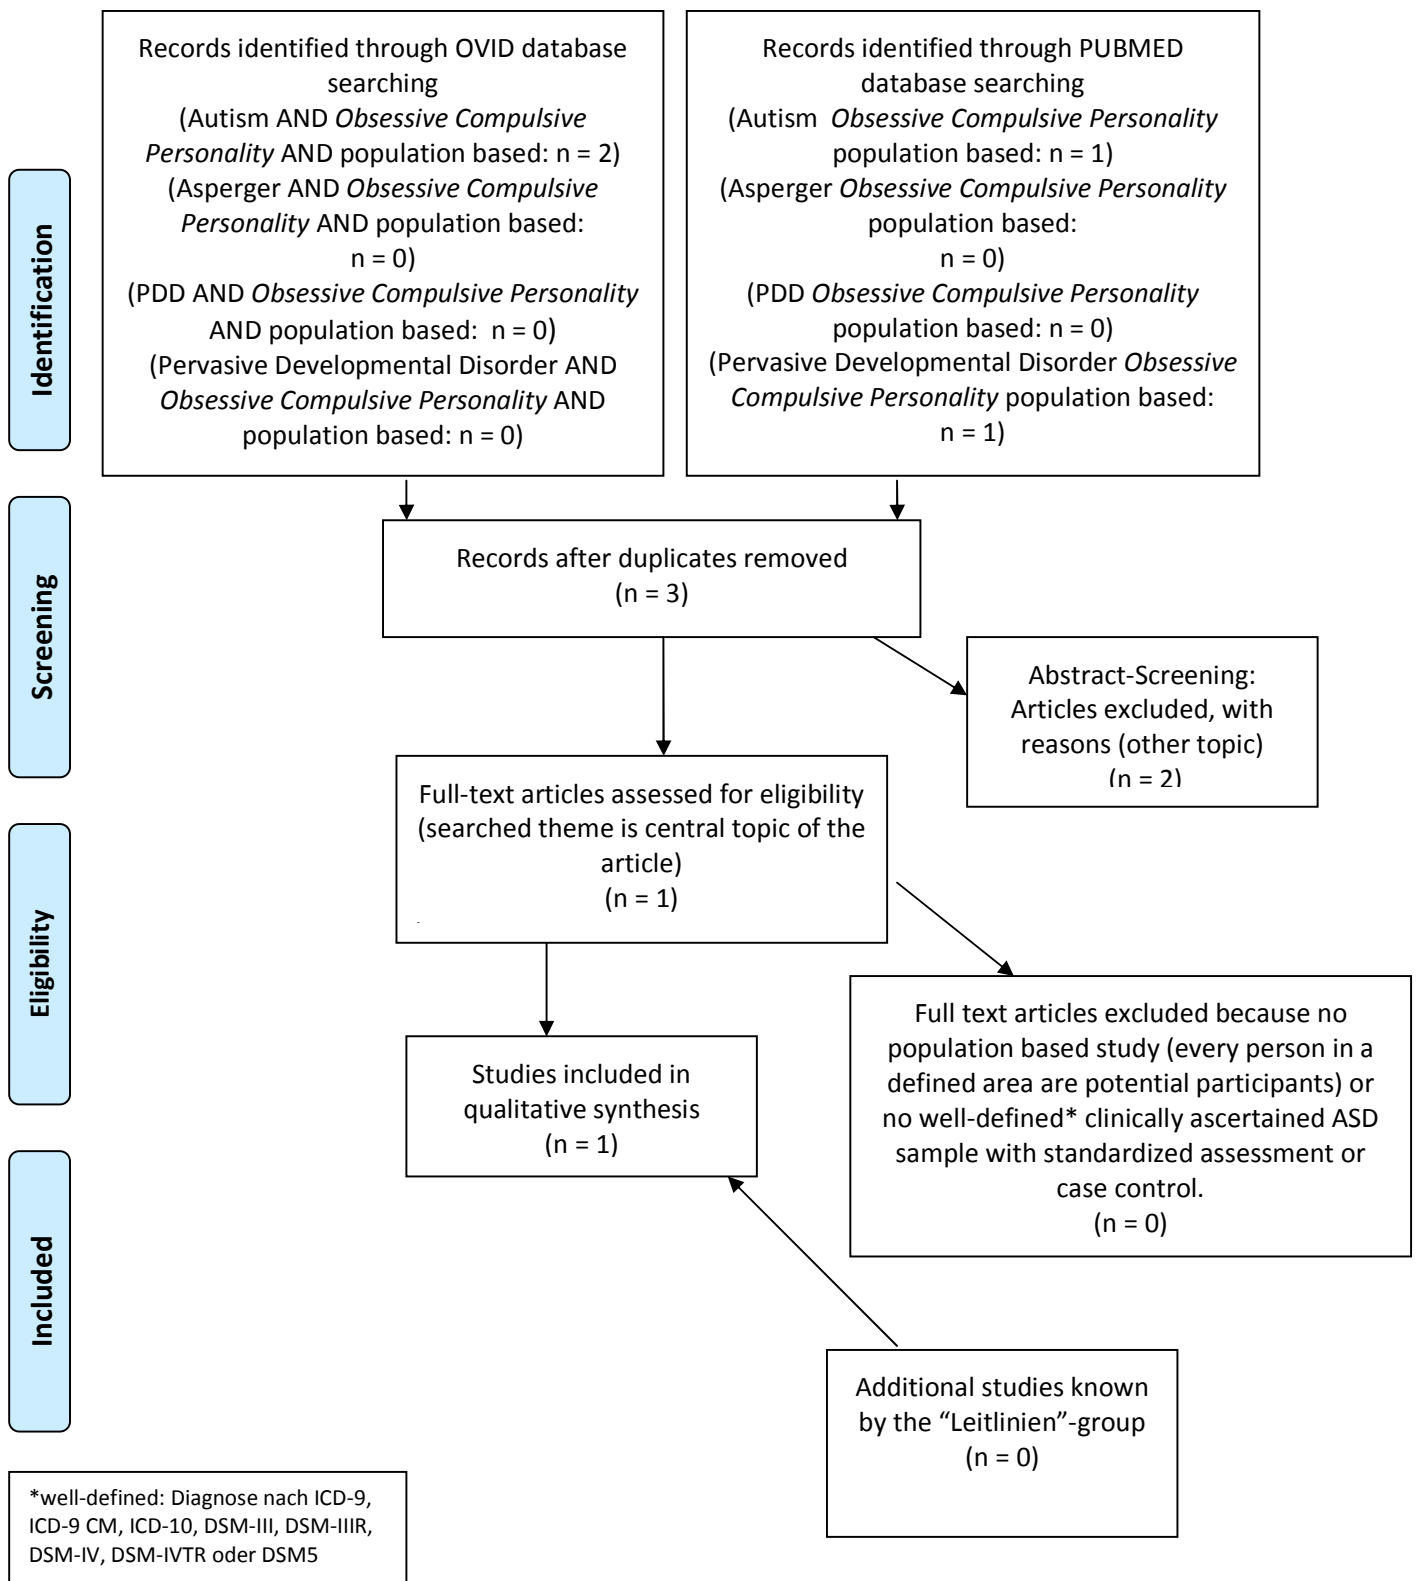 Records identified through OVID database
searching
(Autism AND Obsessive Compulsive
Personality AND population based: n = 2)
(Asperger AND Obsessive Compulsive
Personality AND population based:
n = 0)
(PDD AND Obsessive Compulsive Personality
AND population based: n = 0)
(Pervasive Developmental Disorder AND
Obsessive Compulsive Personality AND
population based: n = 0)
Records identified through PUBMED
database searching
(Autism Obsessive Compulsive Personality
population based: n = 1)
(Asperger Obsessive Compulsive Personality
population based:
n = 0)
(PDD Obsessive Compulsive Personality
population based: n = 0)
(Pervasive Developmental Disorder Obsessive
Compulsive Personality population based:
n = 1)
Identification
Records after duplicates removed
(n = 3)
Screening
Abstract-Screening:
Articles excluded, with
reasons (other topic)
(n = 2)
Full-text articles assessed for eligibility
(searched theme is central topic of the
article)
(n = 1)
Eligibility
Full text articles excluded because no
population based study (every person in a
defined area are potential participants) or
no well-defined* clinically ascertained ASD
sample with standardized assessment or
case control.
(n = 0)
Studies included in
qualitative synthesis
(n = 1)
Included
Additional studies known
by the “Leitlinien”-group
(n = 0)
*well-defined: Diagnose nach ICD-9,
ICD-9 CM, ICD-10, DSM-III, DSM-IIIR,
DSM-IV, DSM-IVTR oder DSM5